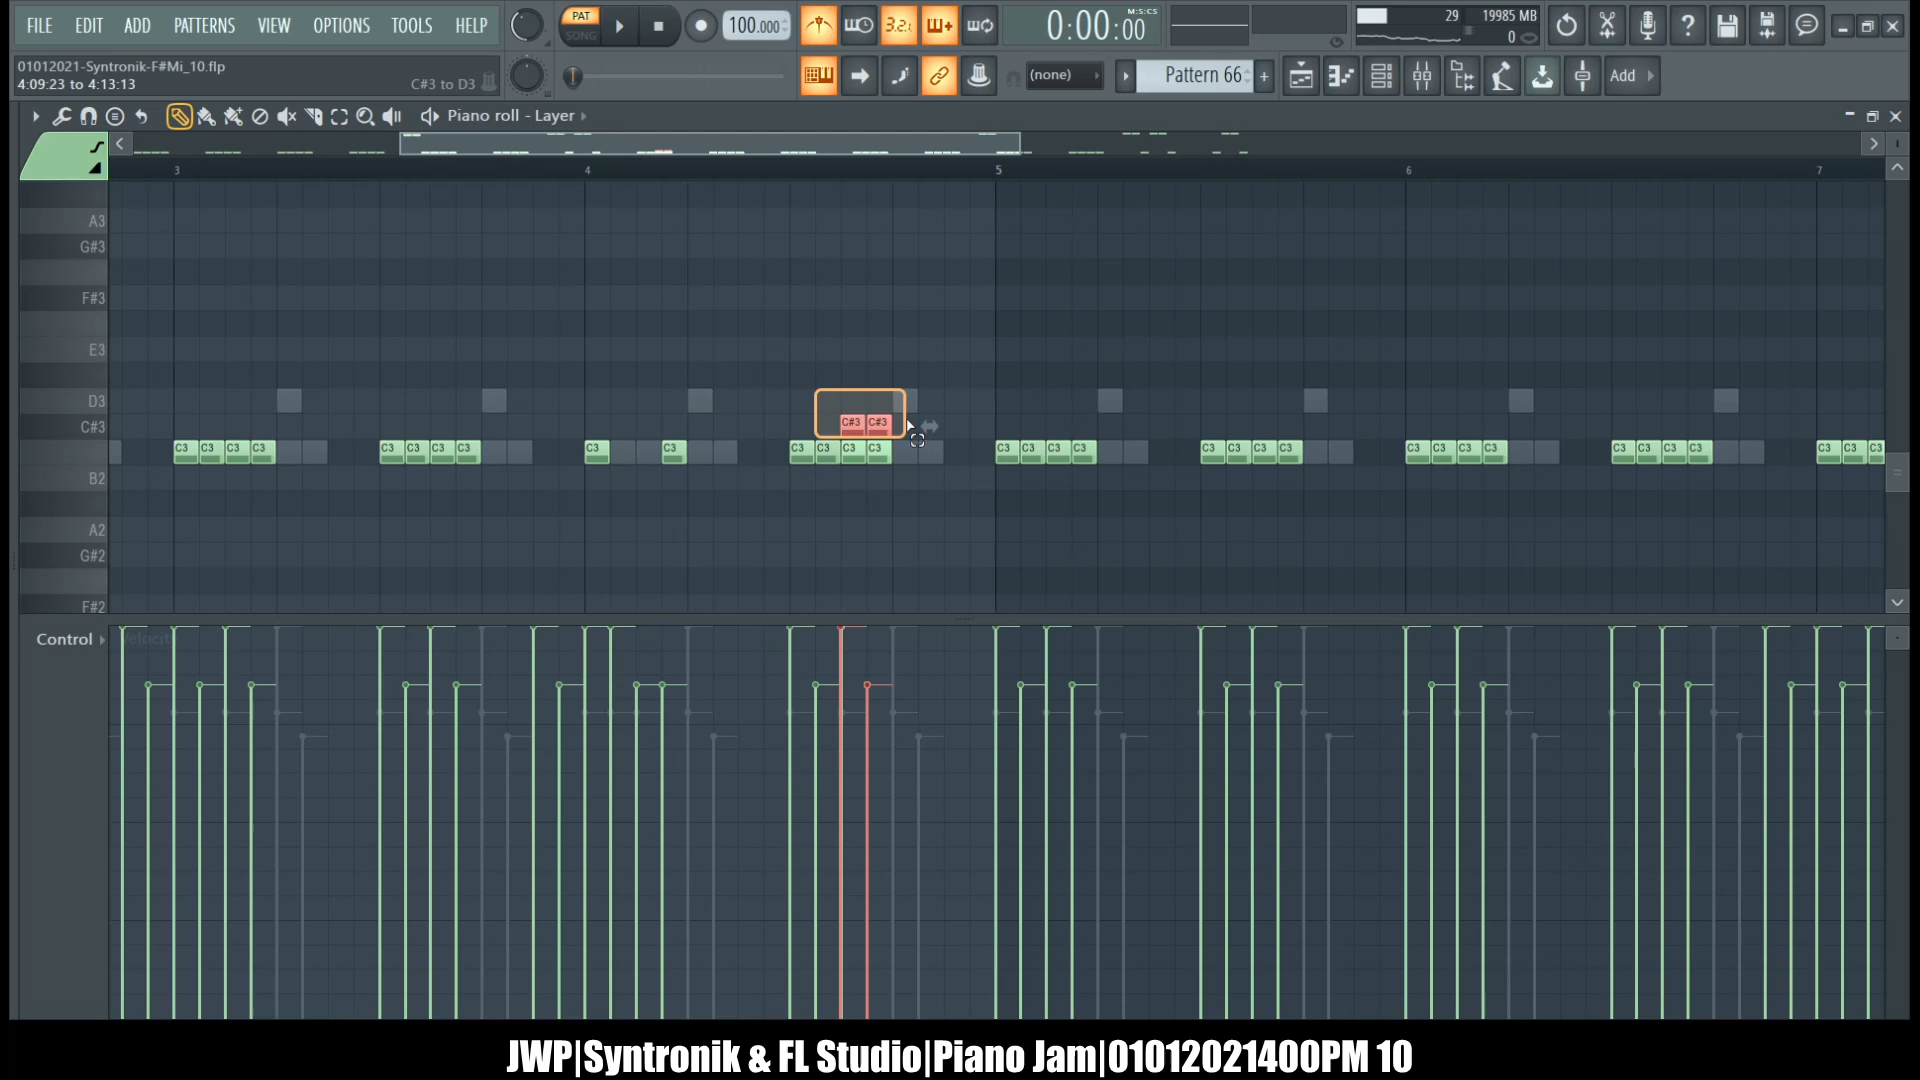 FILE EDIT ADD PATTERNS VIEW OPTIONS TOOLS HELP
PAT
SONG
100.000
3.2.
0:00:00
M:S:CS
29
19985 MB
0
01012021-Syntronik-F#Mi_10.flp
4:09:23 to 4:13:13
C#3 to D3
(none)
Pattern 66
+
Add
Piano roll - Layer
3 4 5 6 7
A3
G#3
F#3
E3
D3
C#3
C#3 C#3
C3 C3 C3 C3 C3 C3 C3 C3 C3 C3 C3 C3 C3 C3 C3 C3 C3 C3 C3 C3 C3 C3 C3 C3 C3 C3 C3 C3 C3 C3 C3 C3 C3
B2
A2
G#2
F#2
Control
Velocity
JWP|Syntronik & FL Studio|Piano Jam|01012021400PM 10